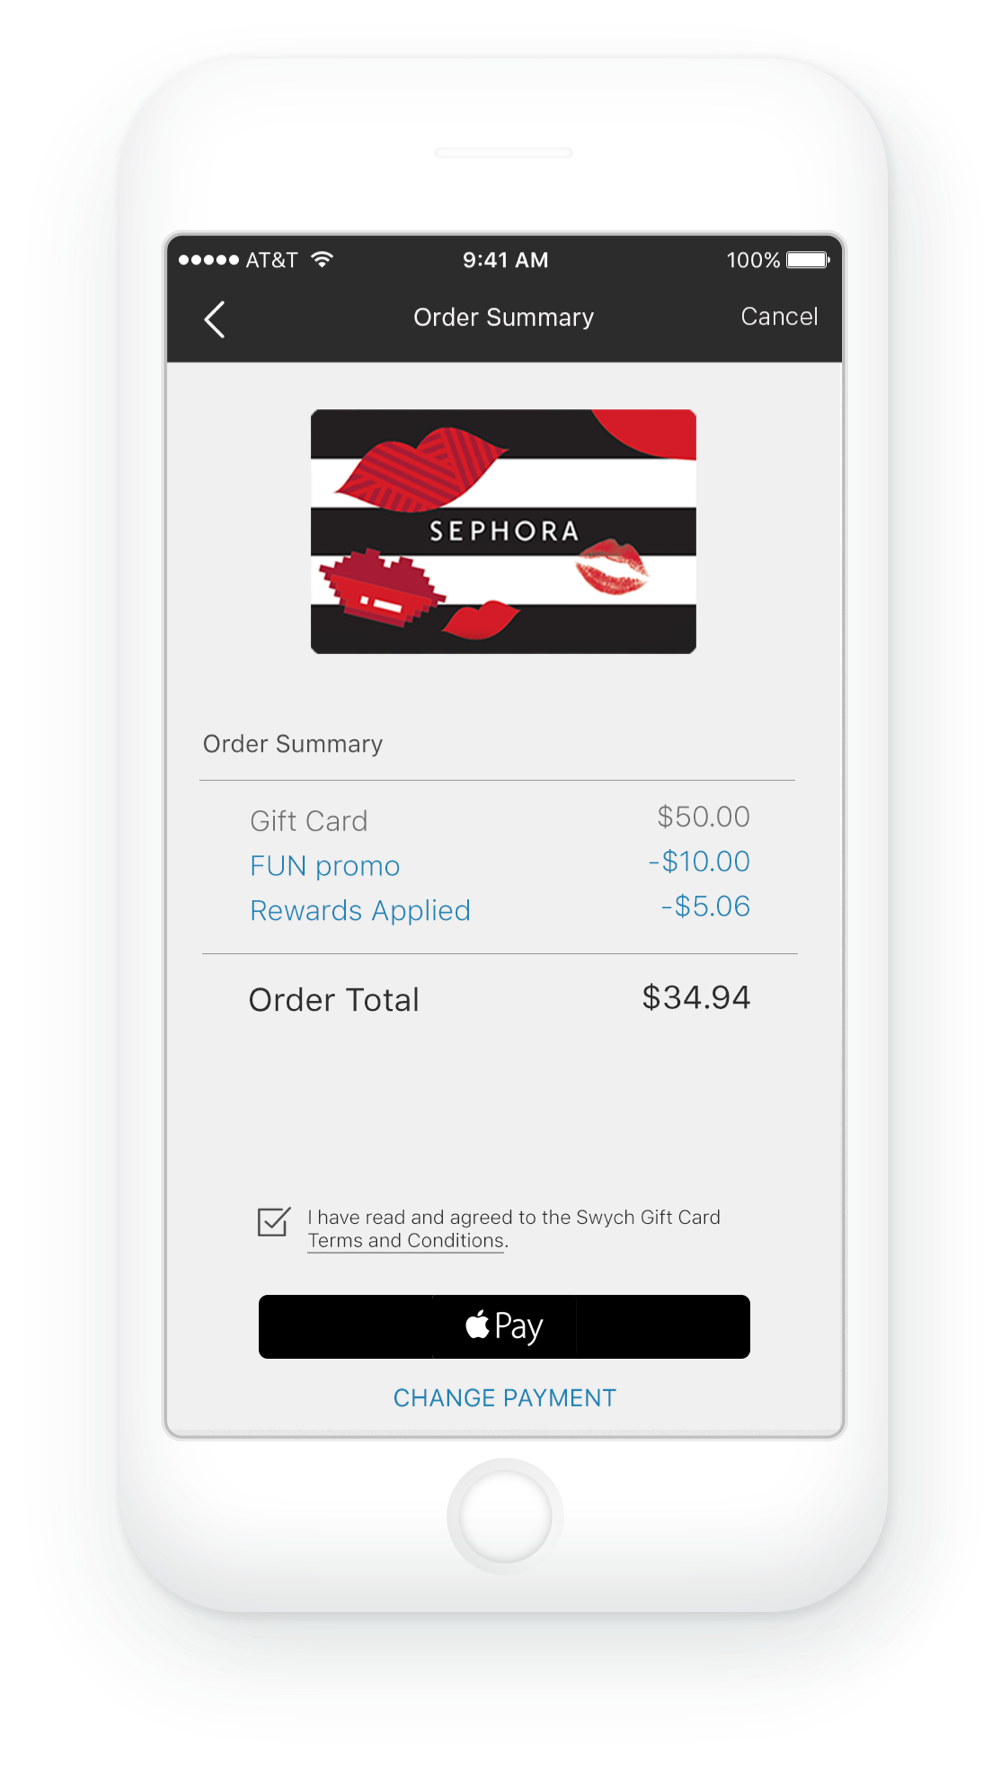 AT&T 9:41 AM 100%
Order Summary Cancel
SEPHORA
Order Summary
Gift Card $50.00
FUN promo -$10.00
Rewards Applied -$5.06
Order Total $34.94
I have read and agreed to the Swych Gift Card
Terms and Conditions.
Pay
CHANGE PAYMENT